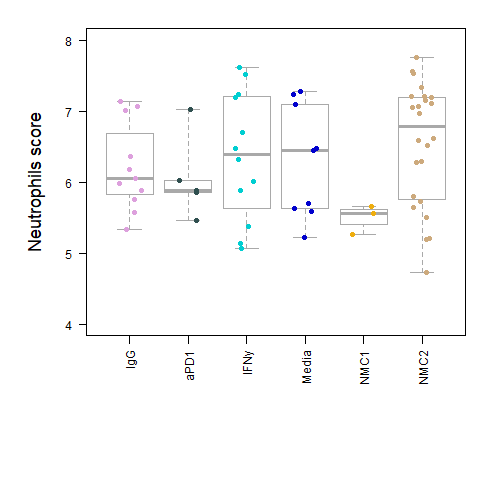 Neutrophils score
8
7
6
5
4
IgG
aPD1
IFNy
Media
NMC1
NMC2